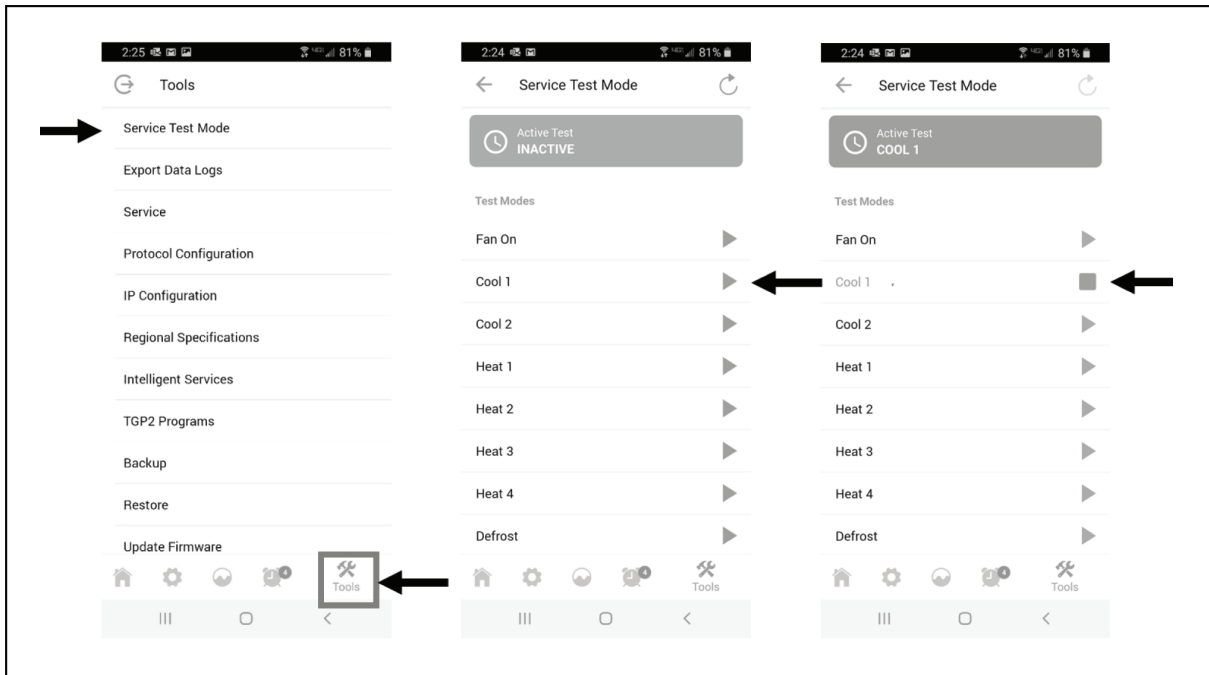 2:25 81%
Tools
Service Test Mode
Export Data Logs
Service
Protocol Configuration
IP Configuration
Regional Specifications
Intelligent Services
TGP2 Programs
Backup
Restore
Update Firmware
4
Tools
2:24 81%
Service Test Mode
Active Test
INACTIVE
Test Modes
Fan On
Cool 1
Cool 2
Heat 1
Heat 2
Heat 3
Heat 4
Defrost
4
Tools
2:24 81%
Service Test Mode
Active Test
COOL 1
Test Modes
Fan On
Cool 1
Cool 2
Heat 1
Heat 2
Heat 3
Heat 4
Defrost
4
Tools